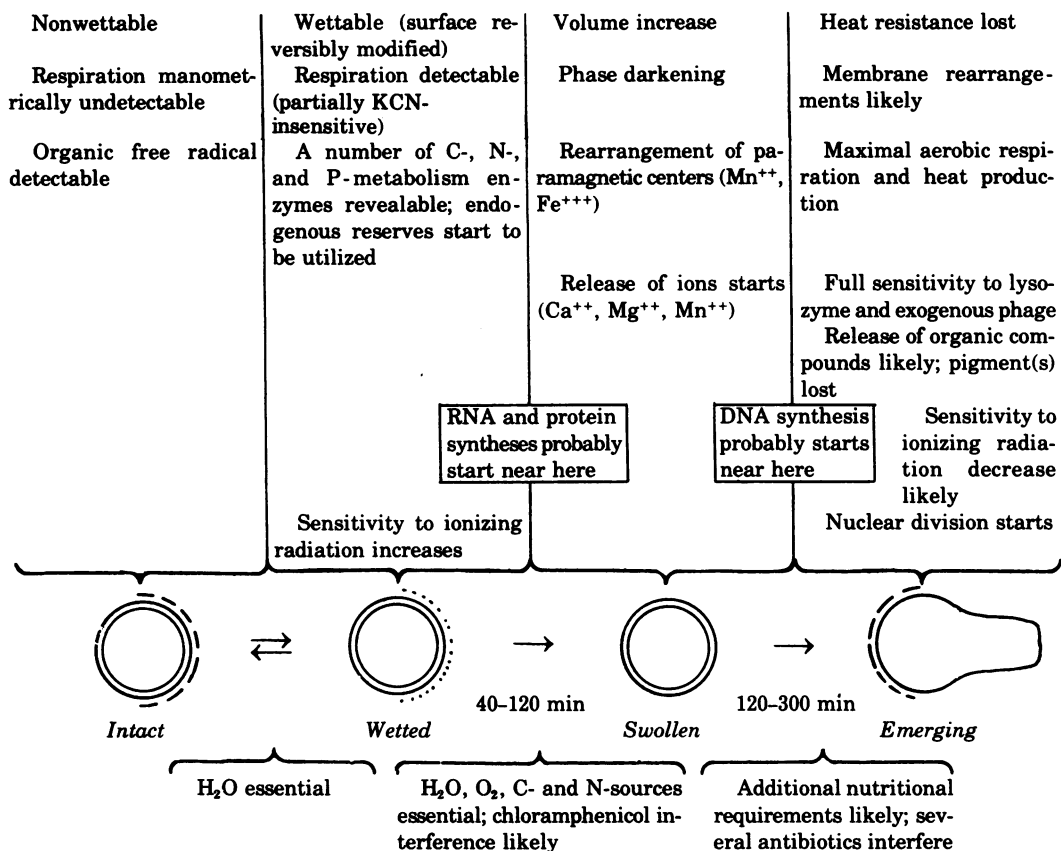 Nonwettable
Respiration manomet-
rically undetectable
Organic free radical
detectable
Wettable (surface re-
versibly modified)
Respiration detectable
(partially KCN-
insensitive)
A number of C-, N-,
and P-metabolism en-
zymes revealable; endo-
genous reserves start to
be utilized
Sensitivity to ionizing
radiation increases
RNA and protein
syntheses probably
start near here
Volume increase
Phase darkening
Rearrangement of pa-
ramagnetic centers (Mn⁺⁺,
Fe⁺⁺⁺)
Release of ions starts
(Ca⁺⁺, Mg⁺⁺, Mn⁺⁺)
DNA synthesis
probably starts
near here
Heat resistance lost
Membrane rearrange-
ments likely
Maximal aerobic respi-
ration and heat produc-
tion
Full sensitivity to lyso-
zyme and exogenous phage
Release of organic com-
pounds likely; pigment(s)
lost
Sensitivity to
ionizing radia-
tion decrease
likely
Nuclear division starts
40–120 min
120–300 min
Intact
Wetted
Swollen
Emerging
H₂O essential
H₂O, O₂, C- and N-sources
essential; chloramphenicol in-
terference likely
Additional nutritional
requirements likely; sev-
eral antibiotics interfere